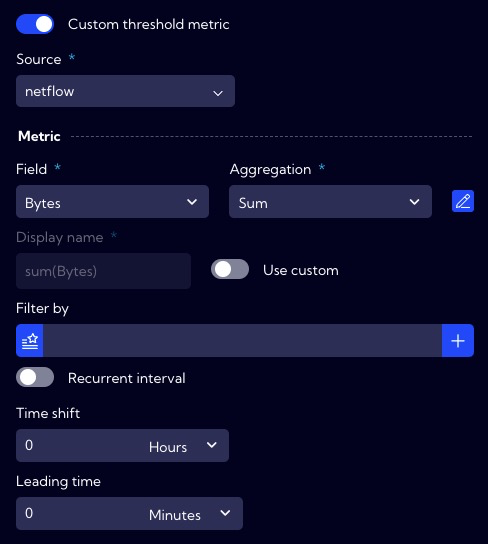 Custom threshold metric
Source *
netflow
Metric
Field * Aggregation *
Bytes Sum
Display name *
sum(Bytes) Use custom
Filter by
Recurrent interval
Time shift
0 Hours
Leading time
0 Minutes